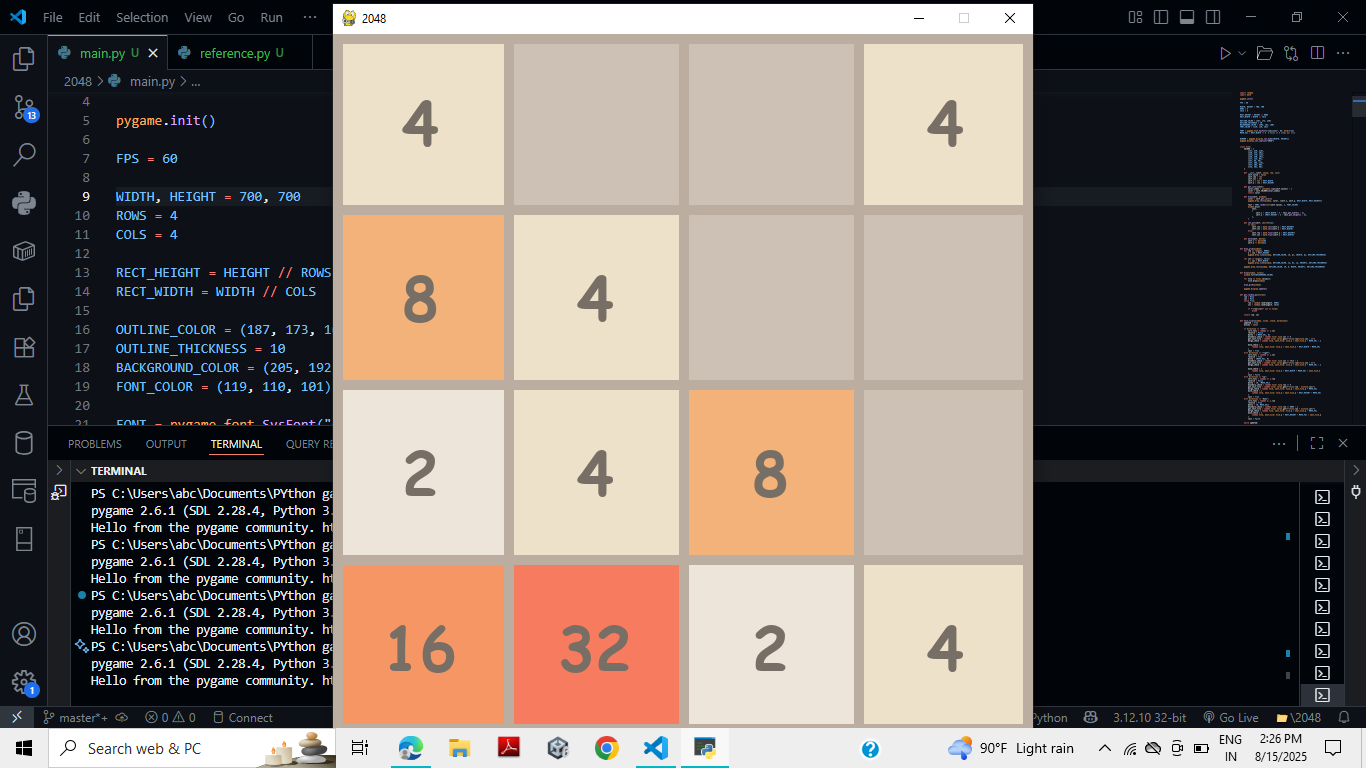 File Edit Selection View Go Run ···
2048
main.py U
reference.py U
2048 > main.py > ...
4
5 pygame.init()
6
7 FPS = 60
8
9 WIDTH, HEIGHT = 700, 700
10 ROWS = 4
11 COLS = 4
12
13 RECT_HEIGHT = HEIGHT // ROWS
14 RECT_WIDTH = WIDTH // COLS
15
16 OUTLINE_COLOR = (187, 173, 1
17 OUTLINE_THICKNESS = 10
18 BACKGROUND_COLOR = (205, 192
19 FONT_COLOR = (119, 110, 101)
20
21 FONT = pygame.font.SysFont("
4 4
8 4
2 4 8
16 32 2 4
13
1
PROBLEMS OUTPUT TERMINAL QUERY RE
TERMINAL
PS C:\Users\abc\Documents\PYthon ga
pygame 2.6.1 (SDL 2.28.4, Python 3.
Hello from the pygame community. ht
PS C:\Users\abc\Documents\PYthon ga
pygame 2.6.1 (SDL 2.28.4, Python 3.
Hello from the pygame community. ht
PS C:\Users\abc\Documents\PYthon ga
pygame 2.6.1 (SDL 2.28.4, Python 3.
Hello from the pygame community. ht
PS C:\Users\abc\Documents\PYthon ga
pygame 2.6.1 (SDL 2.28.4, Python 3.
Hello from the pygame community. ht
master*+ 0 0 Connect
Python 3.12.10 32-bit Go Live \2048
Search web & PC
90°F Light rain
ENG
IN
2:26 PM
8/15/2025